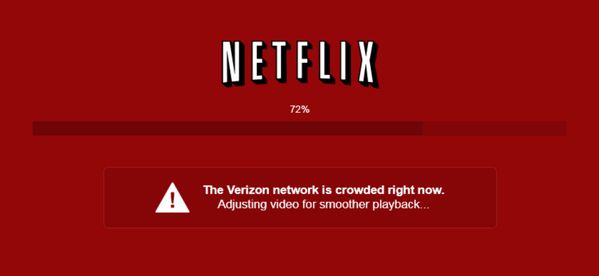 NETFLIX
72%
The Verizon network is crowded right now.
Adjusting video for smoother playback...